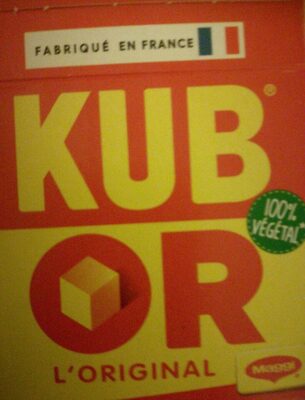 FABRIQUÉ EN FRANCE
KUB®
OR
100%
VÉGÉTAL*
L'ORIGINAL
MAGGI®